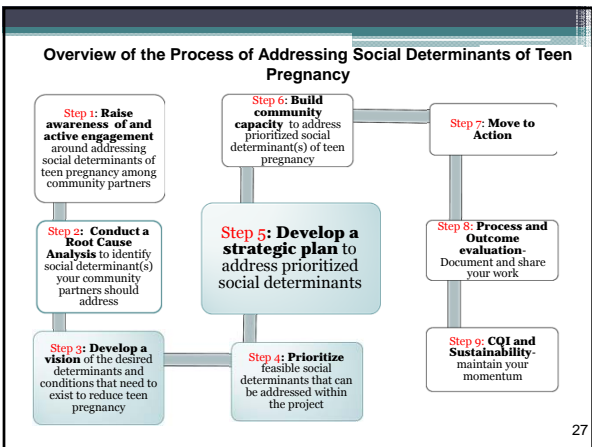 Overview of the Process of Addressing Social Determinants of Teen
Pregnancy
Step 1: Raise
awareness of and
active engagement
around addressing
social determinants of
teen pregnancy among
community partners
Step 2: Conduct a
Root Cause
Analysis to identify
social determinant(s)
your community
partners should
address
Step 3: Develop a
vision of the desired
determinants and
conditions that need to
exist to reduce teen
pregnancy
Step 4: Prioritize
feasible social
determinants that can
be addressed within
the project
Step 5: Develop a
strategic plan to
address prioritized
social determinants
Step 6: Build
community
capacity to address
prioritized social
determinant(s) of teen
pregnancy
Step 7: Move to
Action
Step 8: Process and
Outcome
evaluation-
Document and share
your work
Step 9: CQI and
Sustainability-
maintain your
momentum
27